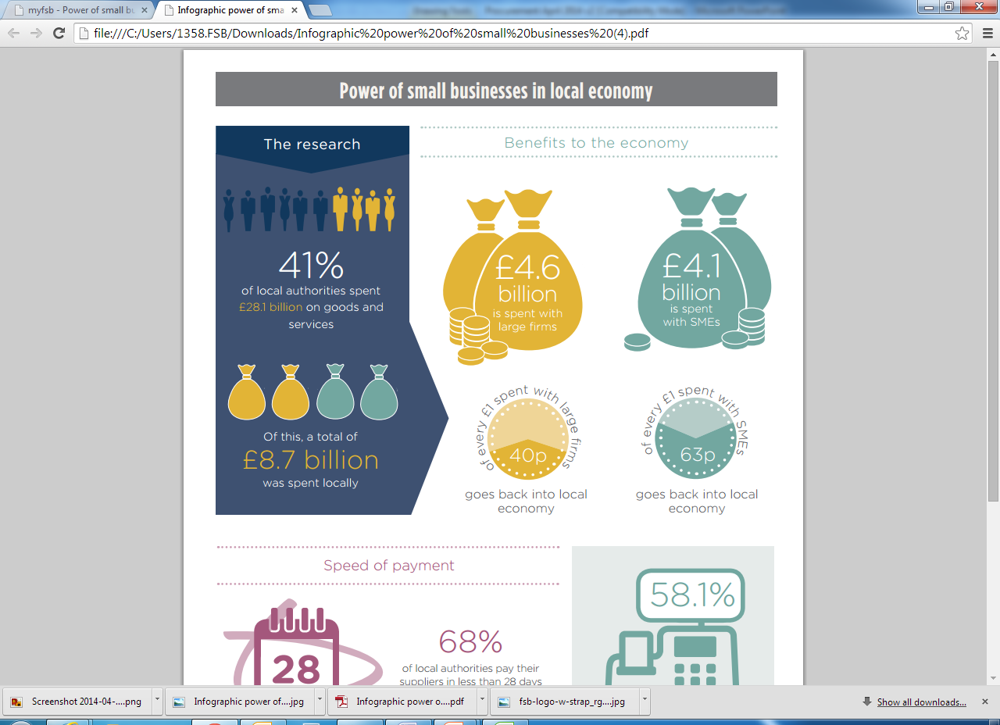 myfsb - Power of small bu
Infographic power of sma
file:///C:/Users/1358.FSB/Downloads/Infographic%20power%20of%20small%20businesses%20(4).pdf
Power of small businesses in local economy
The research
41%
of local authorities spent
£28.1 billion on goods and
services
Of this, a total of
£8.7 billion
was spent locally
Benefits to the economy
£4.6
billion
is spent with
large firms
£4.1
billion
is spent
with SMEs
of every £1 spent with large firms
40p
goes back into local
economy
of every £1 spent with SMEs
63p
goes back into local
economy
Speed of payment
28
68%
of local authorities pay their
suppliers in less than 28 days
58.1%
Screenshot 2014-04-....png
Infographic power of....jpg
Infographic power o....pdf
fsb-logo-w-strap_rg....jpg
Show all downloads...